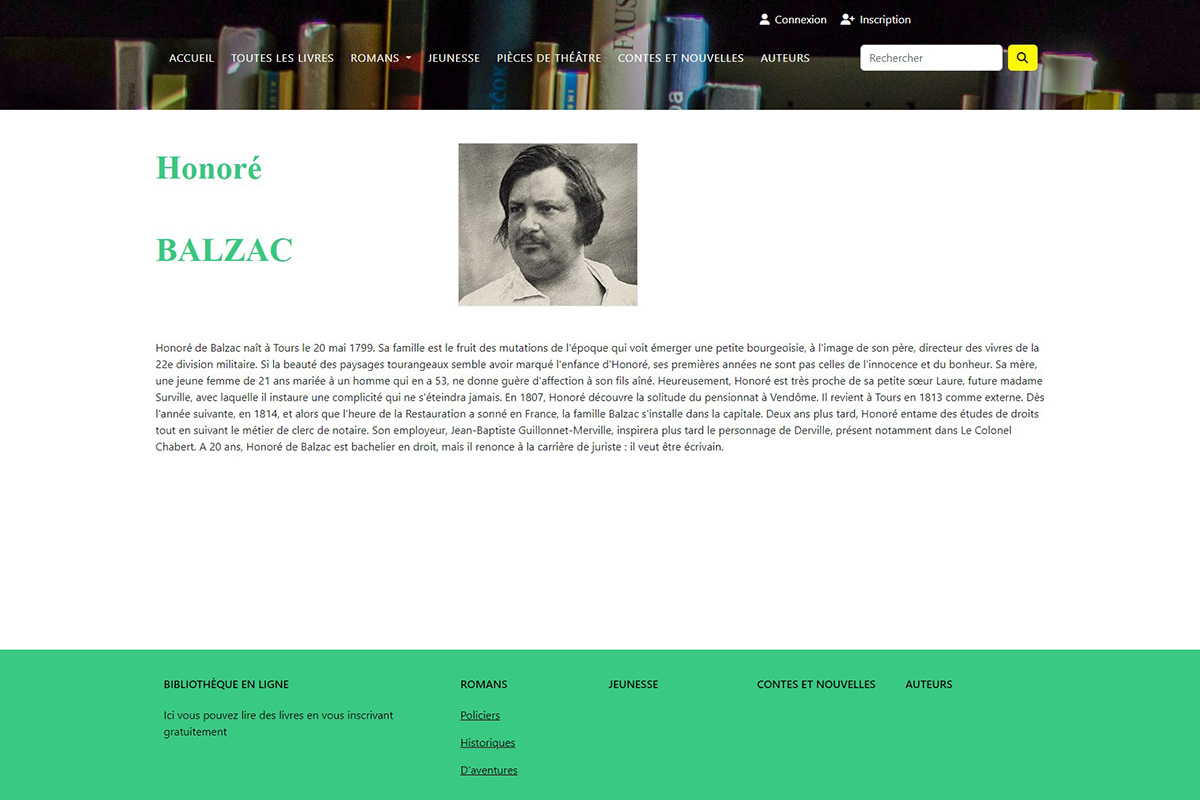 Connexion Inscription
ACCUEIL TOUTES LES LIVRES ROMANS JEUNESSE PIÈCES DE THÉÂTRE CONTES ET NOUVELLES AUTEURS Rechercher
FAUS
Honoré
BALZAC
Honoré de Balzac naît à Tours le 20 mai 1799. Sa famille est le fruit des mutations de l'époque qui voit émerger une petite bourgeoisie, à l'image de son père, directeur des vivres de la
22e division militaire. Si la beauté des paysages tourangeaux semble avoir marqué l'enfance d'Honoré, ses premières années ne sont pas celles de l'innocence et du bonheur. Sa mère,
une jeune femme de 21 ans mariée à un homme qui en a 53, ne donne guère d'affection à son fils aîné. Heureusement, Honoré est très proche de sa petite sœur Laure, future madame
Surville, avec laquelle il instaure une complicité qui ne s'éteindra jamais. En 1807, Honoré découvre la solitude du pensionnat à Vendôme. Il revient à Tours en 1813 comme externe. Dès
l'année suivante, en 1814, et alors que l'heure de la Restauration a sonné en France, la famille Balzac s'installe dans la capitale. Deux ans plus tard, Honoré entame des études de droits
tout en suivant le métier de clerc de notaire. Son employeur, Jean-Baptiste Guillonnet-Merville, inspirera plus tard le personnage de Derville, présent notamment dans Le Colonel
Chabert. A 20 ans, Honoré de Balzac est bachelier en droit, mais il renonce à la carrière de juriste : il veut être écrivain.
BIBLIOTHÈQUE EN LIGNE ROMANS JEUNESSE CONTES ET NOUVELLES AUTEURS
Ici vous pouvez lire des livres en vous inscrivant
gratuitement
Policiers
Historiques
D'aventures